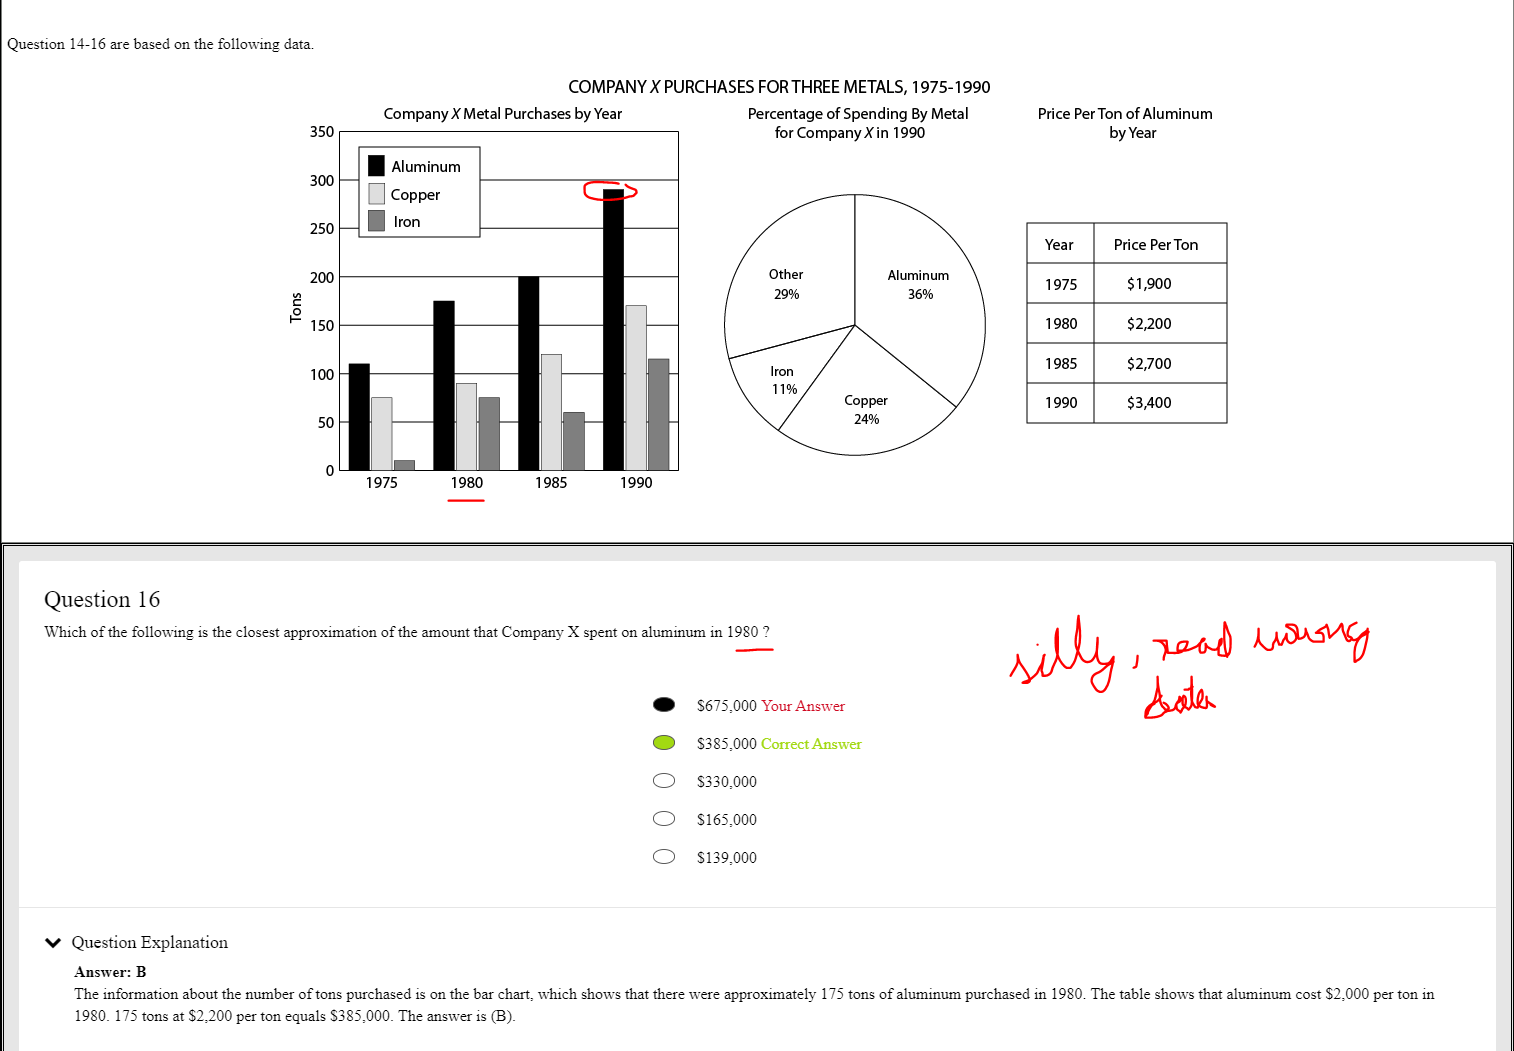 Question 14-16 are based on the following data.
COMPANY X PURCHASES FOR THREE METALS, 1975-1990
Company X Metal Purchases by Year
350
300
250
200
150
100
50
0
Tons
Aluminum
Copper
Iron
1975
1980
1985
1990
Percentage of Spending By Metal
for Company X in 1990
Other
29%
Aluminum
36%
Iron
11%
Copper
24%
Price Per Ton of Aluminum
by Year
Year Price Per Ton
1975 $1,900
1980 $2,200
1985 $2,700
1990 $3,400
Question 16
Which of the following is the closest approximation of the amount that Company X spent on aluminum in 1980 ?
silly, read wrong
$675,000 Your Answer
$385,000 Correct Answer
$330,000
$165,000
$139,000
Question Explanation
Answer: B
The information about the number of tons purchased is on the bar chart, which shows that there were approximately 175 tons of aluminum purchased in 1980. The table shows that aluminum cost $2,000 per ton in
1980. 175 tons at $2,200 per ton equals $385,000. The answer is (B).